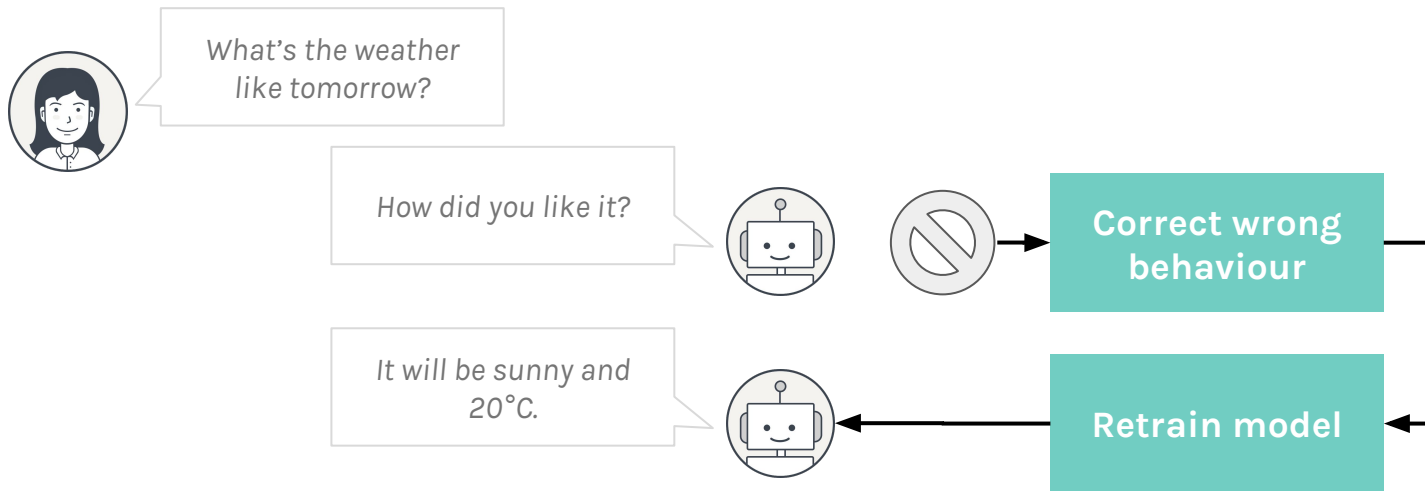 What’s the weather
like tomorrow?
How did you like it?
Correct wrong
behaviour
It will be sunny and
20°C.
Retrain model